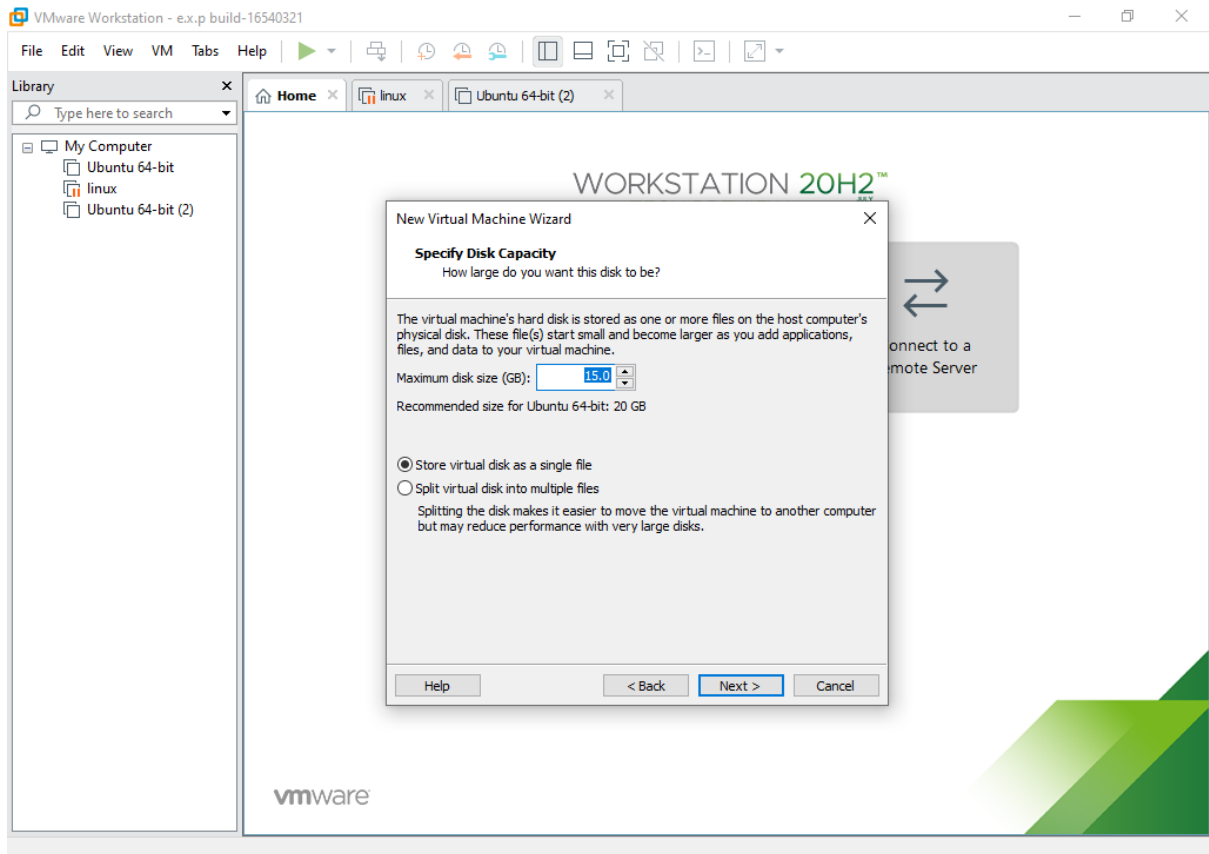 VMware Workstation - e.x.p build-16540321
File Edit View VM Tabs Help
Library
Type here to search
My Computer
Ubuntu 64-bit
linux
Ubuntu 64-bit (2)
Home
linux
Ubuntu 64-bit (2)
WORKSTATION 20H2™
New Virtual Machine Wizard
Specify Disk Capacity
How large do you want this disk to be?
The virtual machine's hard disk is stored as one or more files on the host computer's
physical disk. These file(s) start small and become larger as you add applications,
files, and data to your virtual machine.
Maximum disk size (GB): 15.0
Recommended size for Ubuntu 64-bit: 20 GB
Store virtual disk as a single file
Split virtual disk into multiple files
Splitting the disk makes it easier to move the virtual machine to another computer
but may reduce performance with very large disks.
Help < Back Next > Cancel
onnect to a
mote Server
vmware